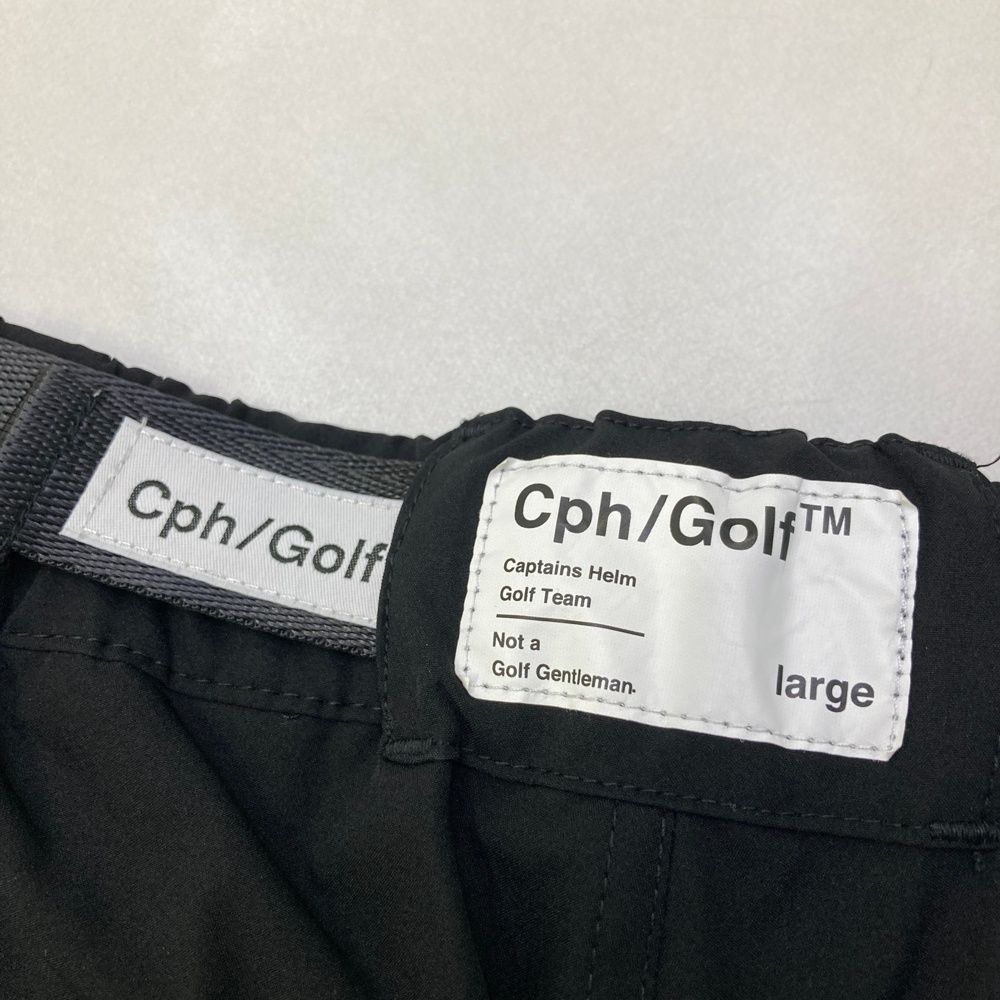 Cph/Golf
Cph/Golf™
Captains Helm
Golf Team
Not a
Golf Gentleman.
large